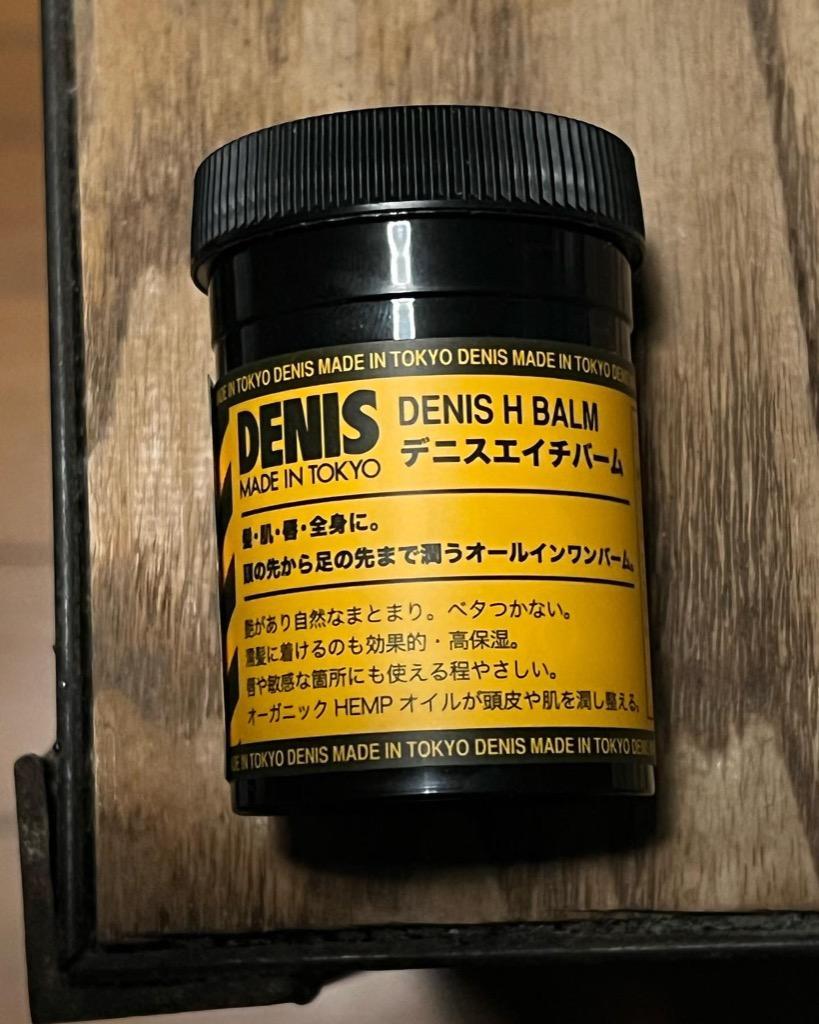 DE IN TOKYO DENIS MADE IN TOKYO DENIS MADE IN TOKYO DENIS
DENIS
MADE IN TOKYO
DENIS H BALM
デニスエイチバーム
髪・肌・唇・全身に。
頭の先から足の先まで潤うオールインワンバーム。
艶があり自然なまとまり。ベタつかない。
濡髪に着けるのも効果的・高保湿。
唇や敏感な箇所にも使える程やさしい。
オーガニック HEMP オイルが頭皮や肌を潤し整える。
DE IN TOKYO DENIS MADE IN TOKYO DENIS MADE IN TOKYO DENIS